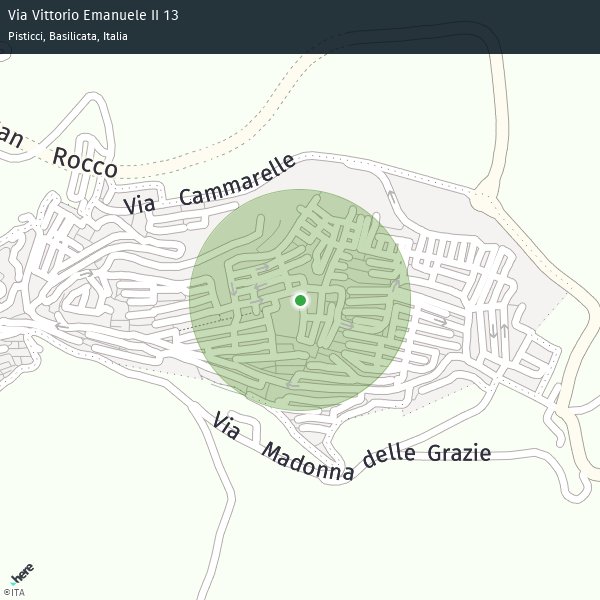 Via Vittorio Emanuele II 13
Pisticci, Basilicata, Italia
an Rocco
Via Cammarelle
Via Madonna delle Grazie
here
©ITA